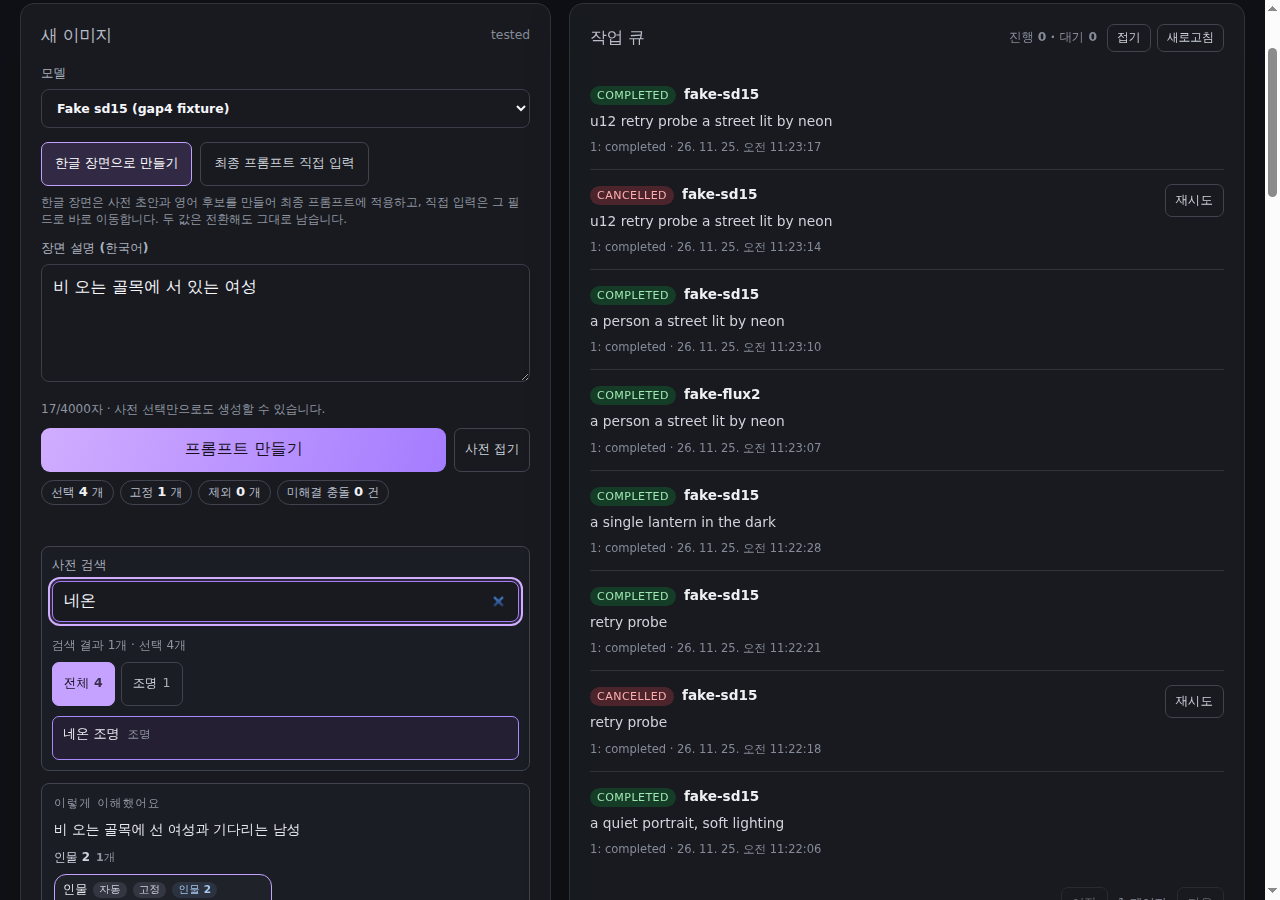 새 이미지
tested
모델
Fake sd15 (gap4 fixture)
한글 장면으로 만들기
최종 프롬프트 직접 입력
한글 장면은 사전 초안과 영어 후보를 만들어 최종 프롬프트에 적용하고, 직접 입력은 그 필
드로 바로 이동합니다. 두 값은 전환해도 그대로 남습니다.
장면 설명 (한국어)
비 오는 골목에 서 있는 여성
17/4000자 · 사전 선택만으로도 생성할 수 있습니다.
프롬프트 만들기
사전 접기
선택 4 개
고정 1 개
제외 0 개
미해결 충돌 0 건
사전 검색
네온
검색 결과 1개 · 선택 4개
전체 4
조명 1
네온 조명 조명
이렇게 이해했어요
비 오는 골목에 선 여성과 기다리는 남성
인물 2 1개
인물 자동 고정 인물 2
작업 큐
진행 0 · 대기 0
접기
새로고침
COMPLETED fake-sd15
u12 retry probe a street lit by neon
1: completed · 26. 11. 25. 오전 11:23:17
CANCELLED fake-sd15
재시도
u12 retry probe a street lit by neon
1: completed · 26. 11. 25. 오전 11:23:14
COMPLETED fake-sd15
a person a street lit by neon
1: completed · 26. 11. 25. 오전 11:23:10
COMPLETED fake-flux2
a person a street lit by neon
1: completed · 26. 11. 25. 오전 11:23:07
COMPLETED fake-sd15
a single lantern in the dark
1: completed · 26. 11. 25. 오전 11:22:28
COMPLETED fake-sd15
retry probe
1: completed · 26. 11. 25. 오전 11:22:21
CANCELLED fake-sd15
재시도
retry probe
1: completed · 26. 11. 25. 오전 11:22:18
COMPLETED fake-sd15
a quiet portrait, soft lighting
1: completed · 26. 11. 25. 오전 11:22:06